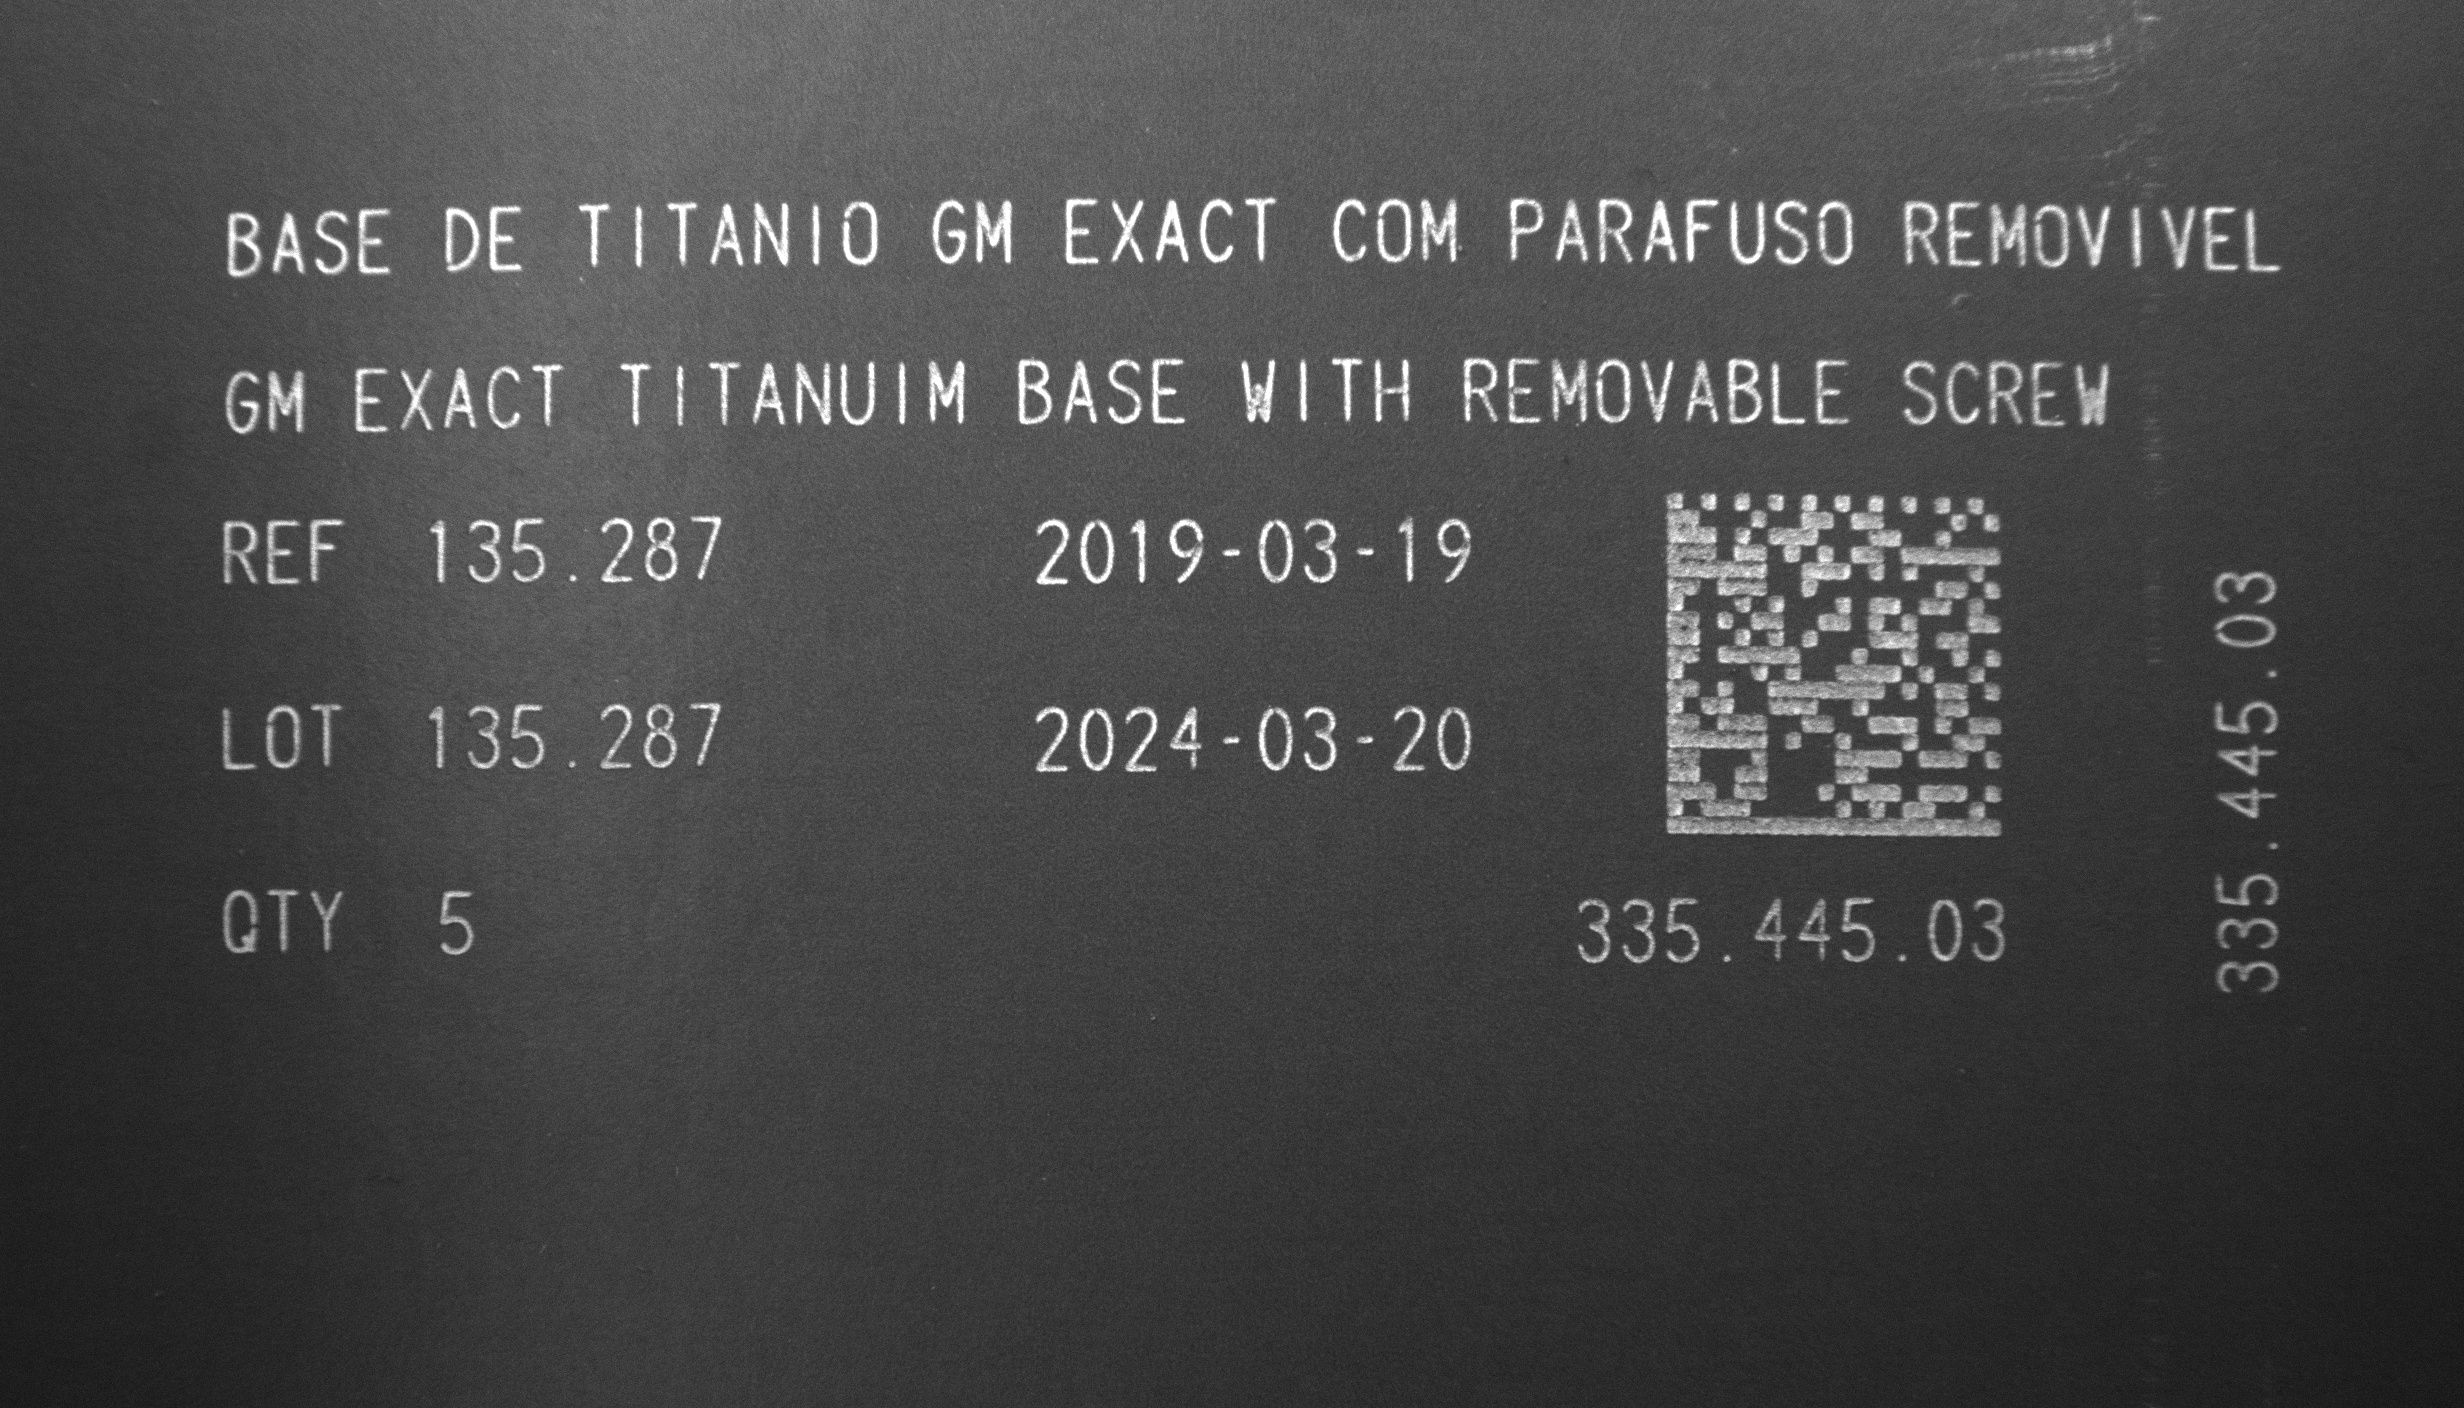 BASE DE TITANIO GM EXACT COM PARAFUSO REMOVIVEL
GM EXACT TITANUIM BASE WITH REMOVABLE SCREW
REF 135.287 2019-03-19
LOT 135.287 2024-03-20
QTY 5
335.445.03
335.445.03